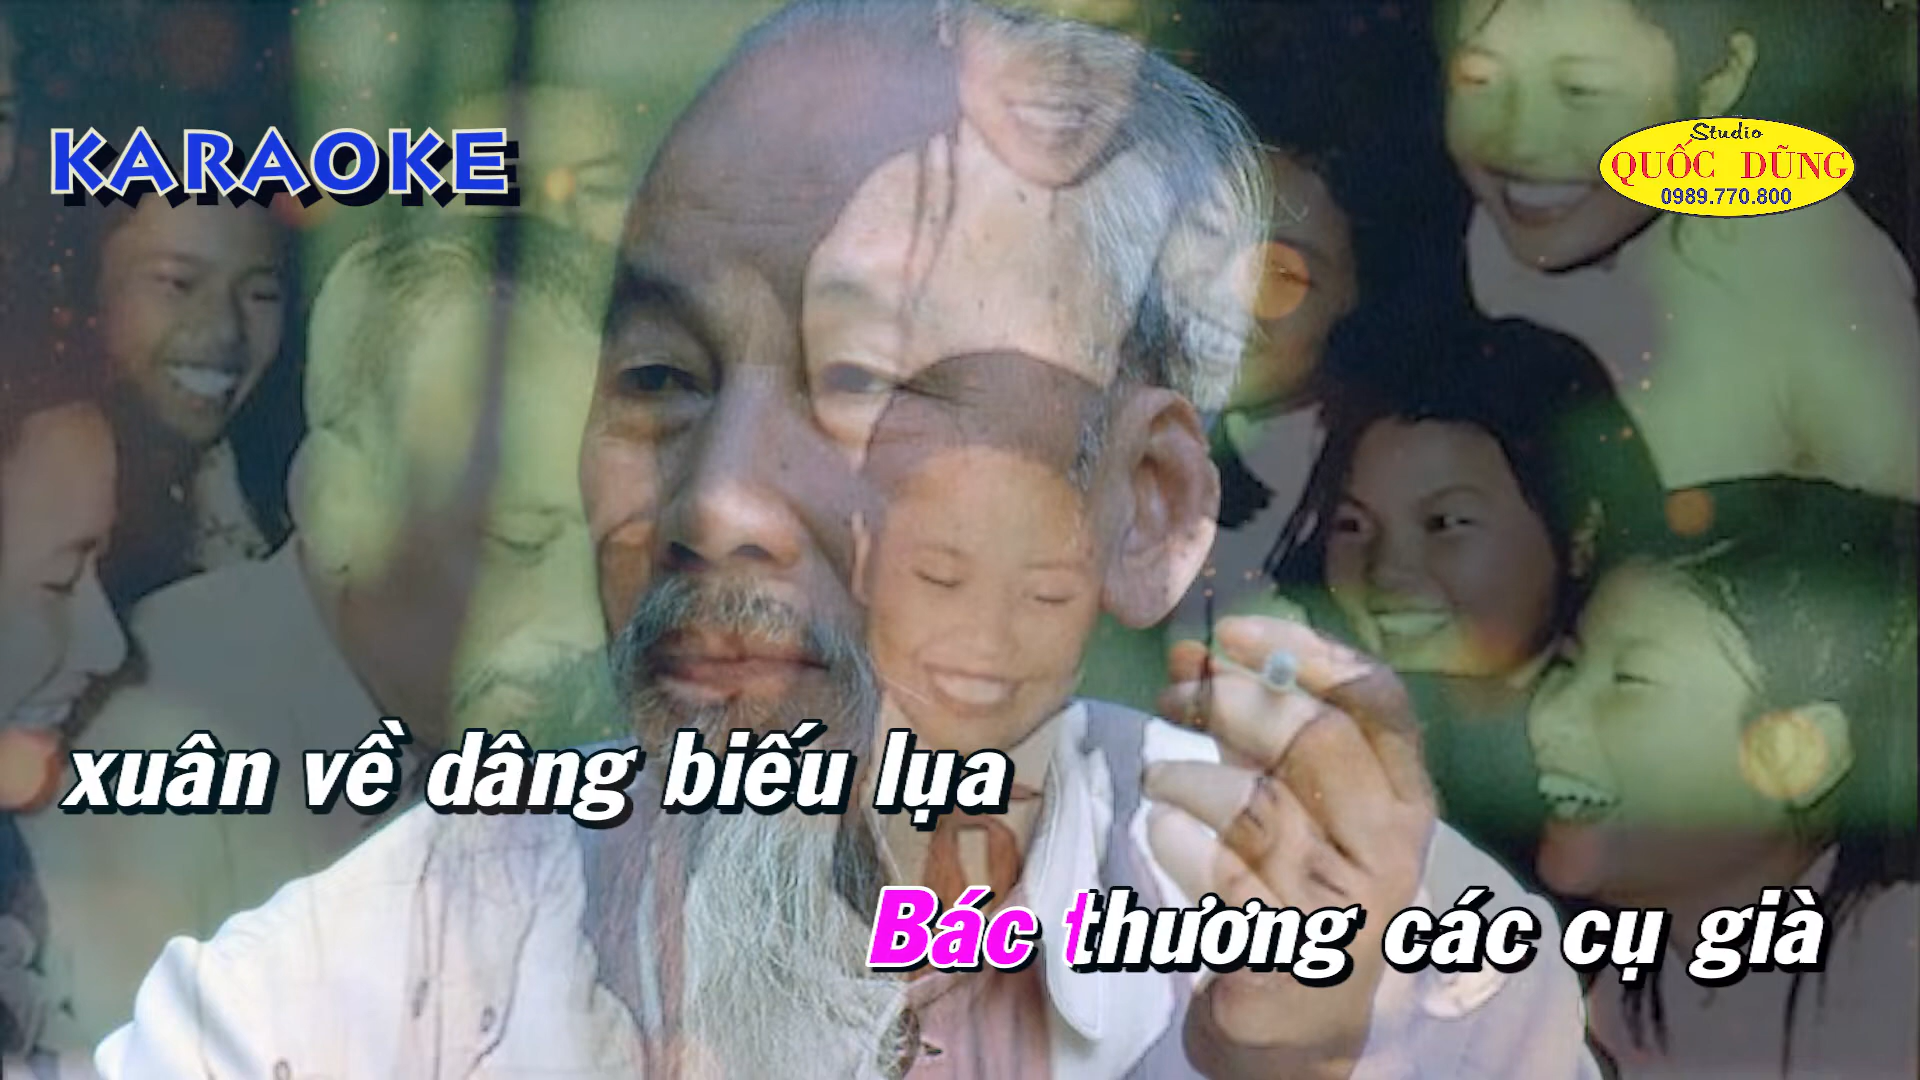 KARAOKE
Studio
QUỐC DŨNG
0989.770.800
xuân về dâng biếu lụa
Bác thương các cụ già